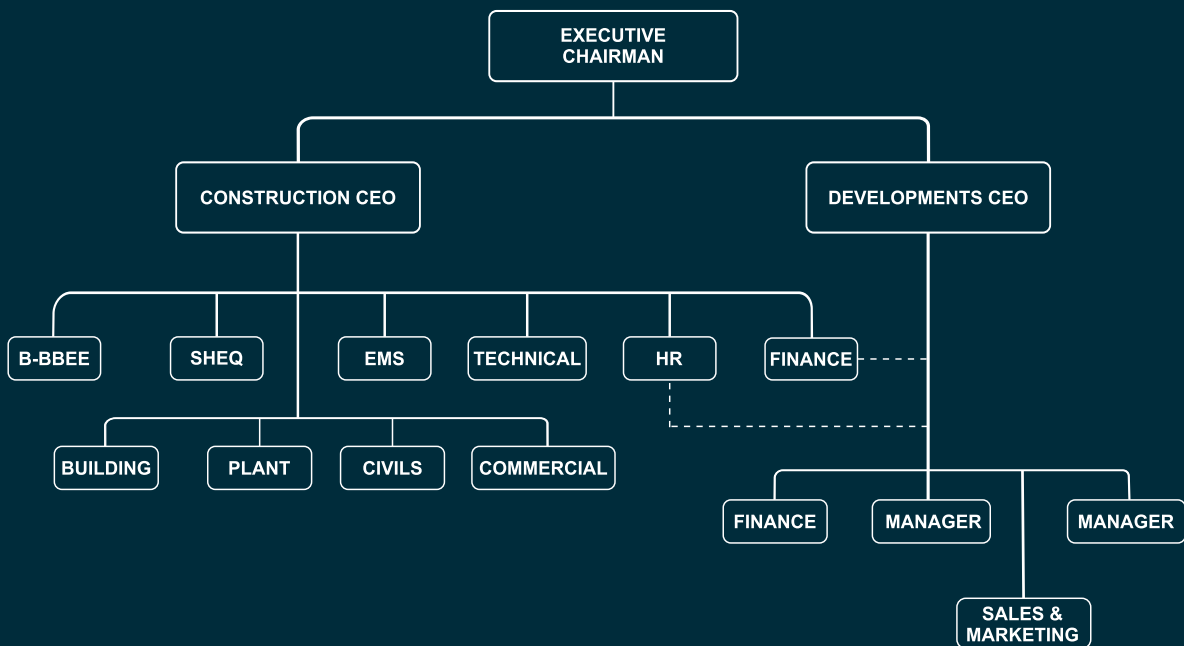 EXECUTIVE
CHAIRMAN
CONSTRUCTION CEO
DEVELOPMENTS CEO
B-BBEE
SHEQ
EMS
TECHNICAL
HR
FINANCE
BUILDING
PLANT
CIVILS
COMMERCIAL
FINANCE
MANAGER
MANAGER
SALES &
MARKETING